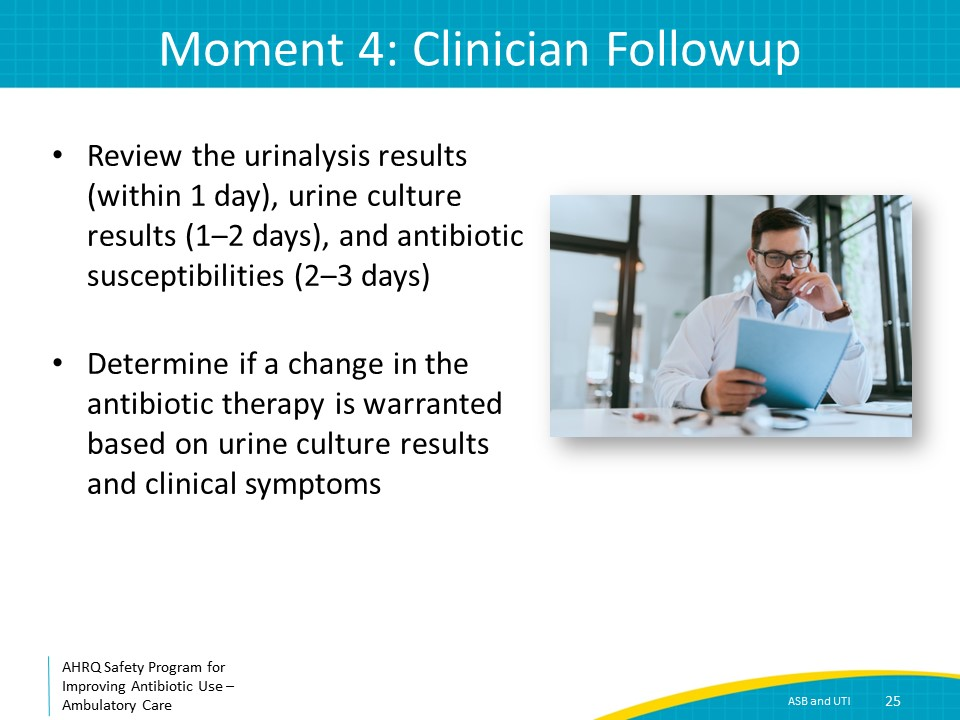 Moment 4: Clinician Followup
• Review the urinalysis results
(within 1 day), urine culture
results (1–2 days), and antibiotic
susceptibilities (2–3 days)
• Determine if a change in the
antibiotic therapy is warranted
based on urine culture results
and clinical symptoms
AHRQ Safety Program for
Improving Antibiotic Use –
Ambulatory Care
ASB and UTI 25